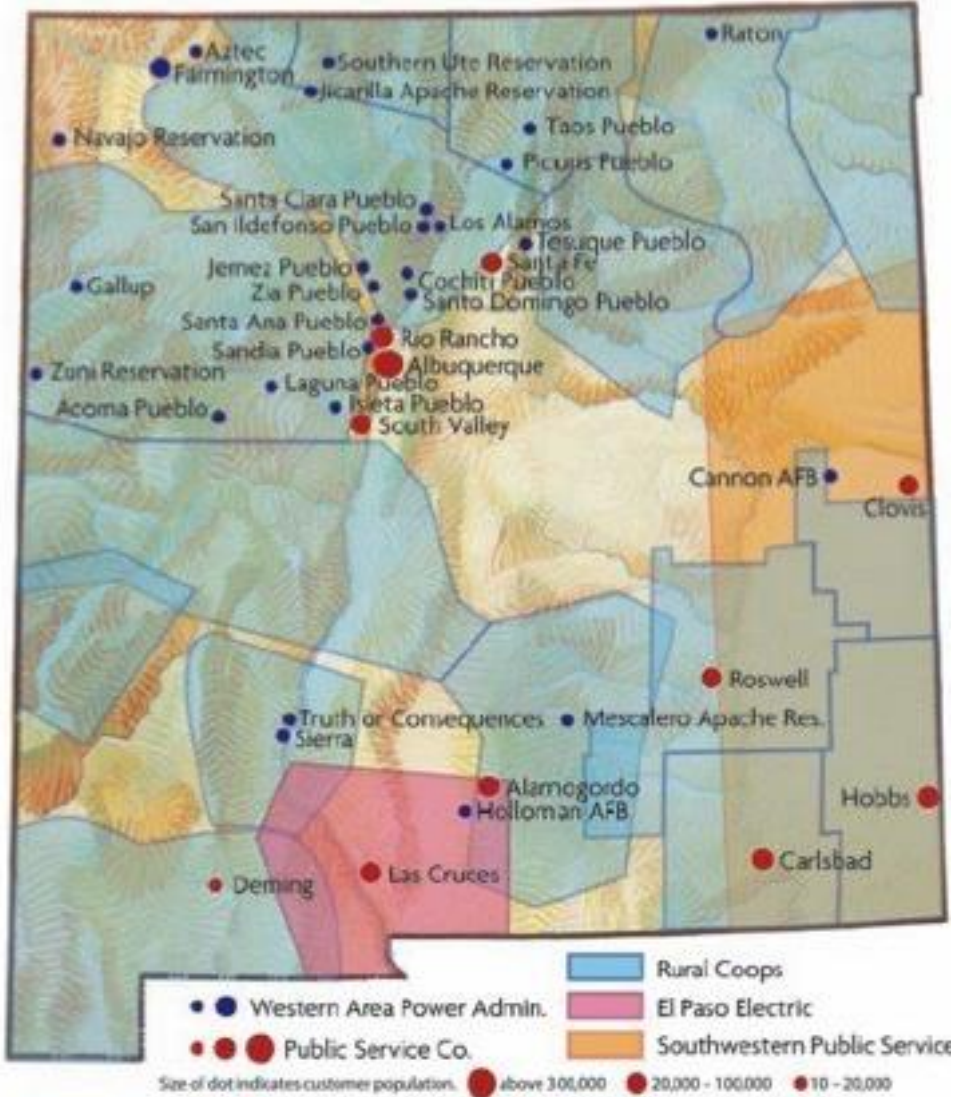 Aztec
Raton
Farmington
Southern Ute Reservation
Jicarilla Apache Reservation
Navajo Reservation
Taos Pueblo
Picuris Pueblo
Santa Clara Pueblo
San Ildefonso Pueblo
Los Alamos
Tesuque Pueblo
Santa Fe
Jemez Pueblo
Cochiti Pueblo
Gallup
Zia Pueblo
Santo Domingo Pueblo
Santa Ana Pueblo
Rio Rancho
Sandia Pueblo
Albuquerque
Zuni Reservation
Laguna Pueblo
Isleta Pueblo
Acoma Pueblo
South Valley
Cannon AFB
Clovis
Roswell
Truth or Consequences
Mescalero Apache Res.
Sierra
Alamogordo
Hobbs
Holloman AFB
Carlsbad
Las Cruces
Deming
Rural Coops
Western Area Power Admin.
El Paso Electric
Public Service Co.
Southwestern Public Service
Size of dot indicates customer population. above 300,000 20,000 - 100,000 10 - 20,000